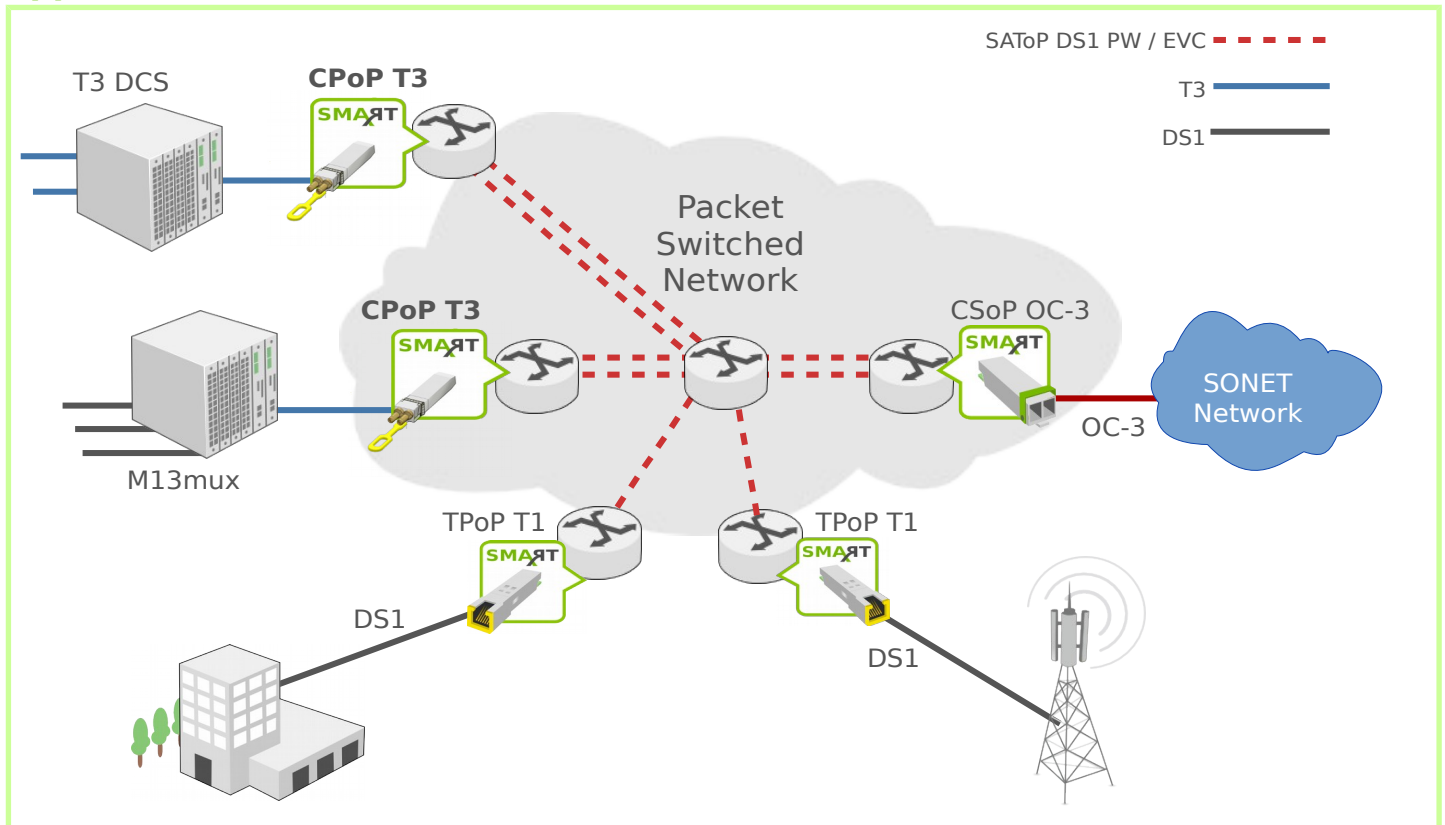 SAToP DS1 PW / EVC
T3
DS1
T3 DCS
CPoP T3
SMART
Packet
Switched
Network
CPoP T3
SMART
CSoP OC-3
SMART
SONET
Network
OC-3
M13mux
TPoP T1
SMART
TPoP T1
SMART
DS1
DS1